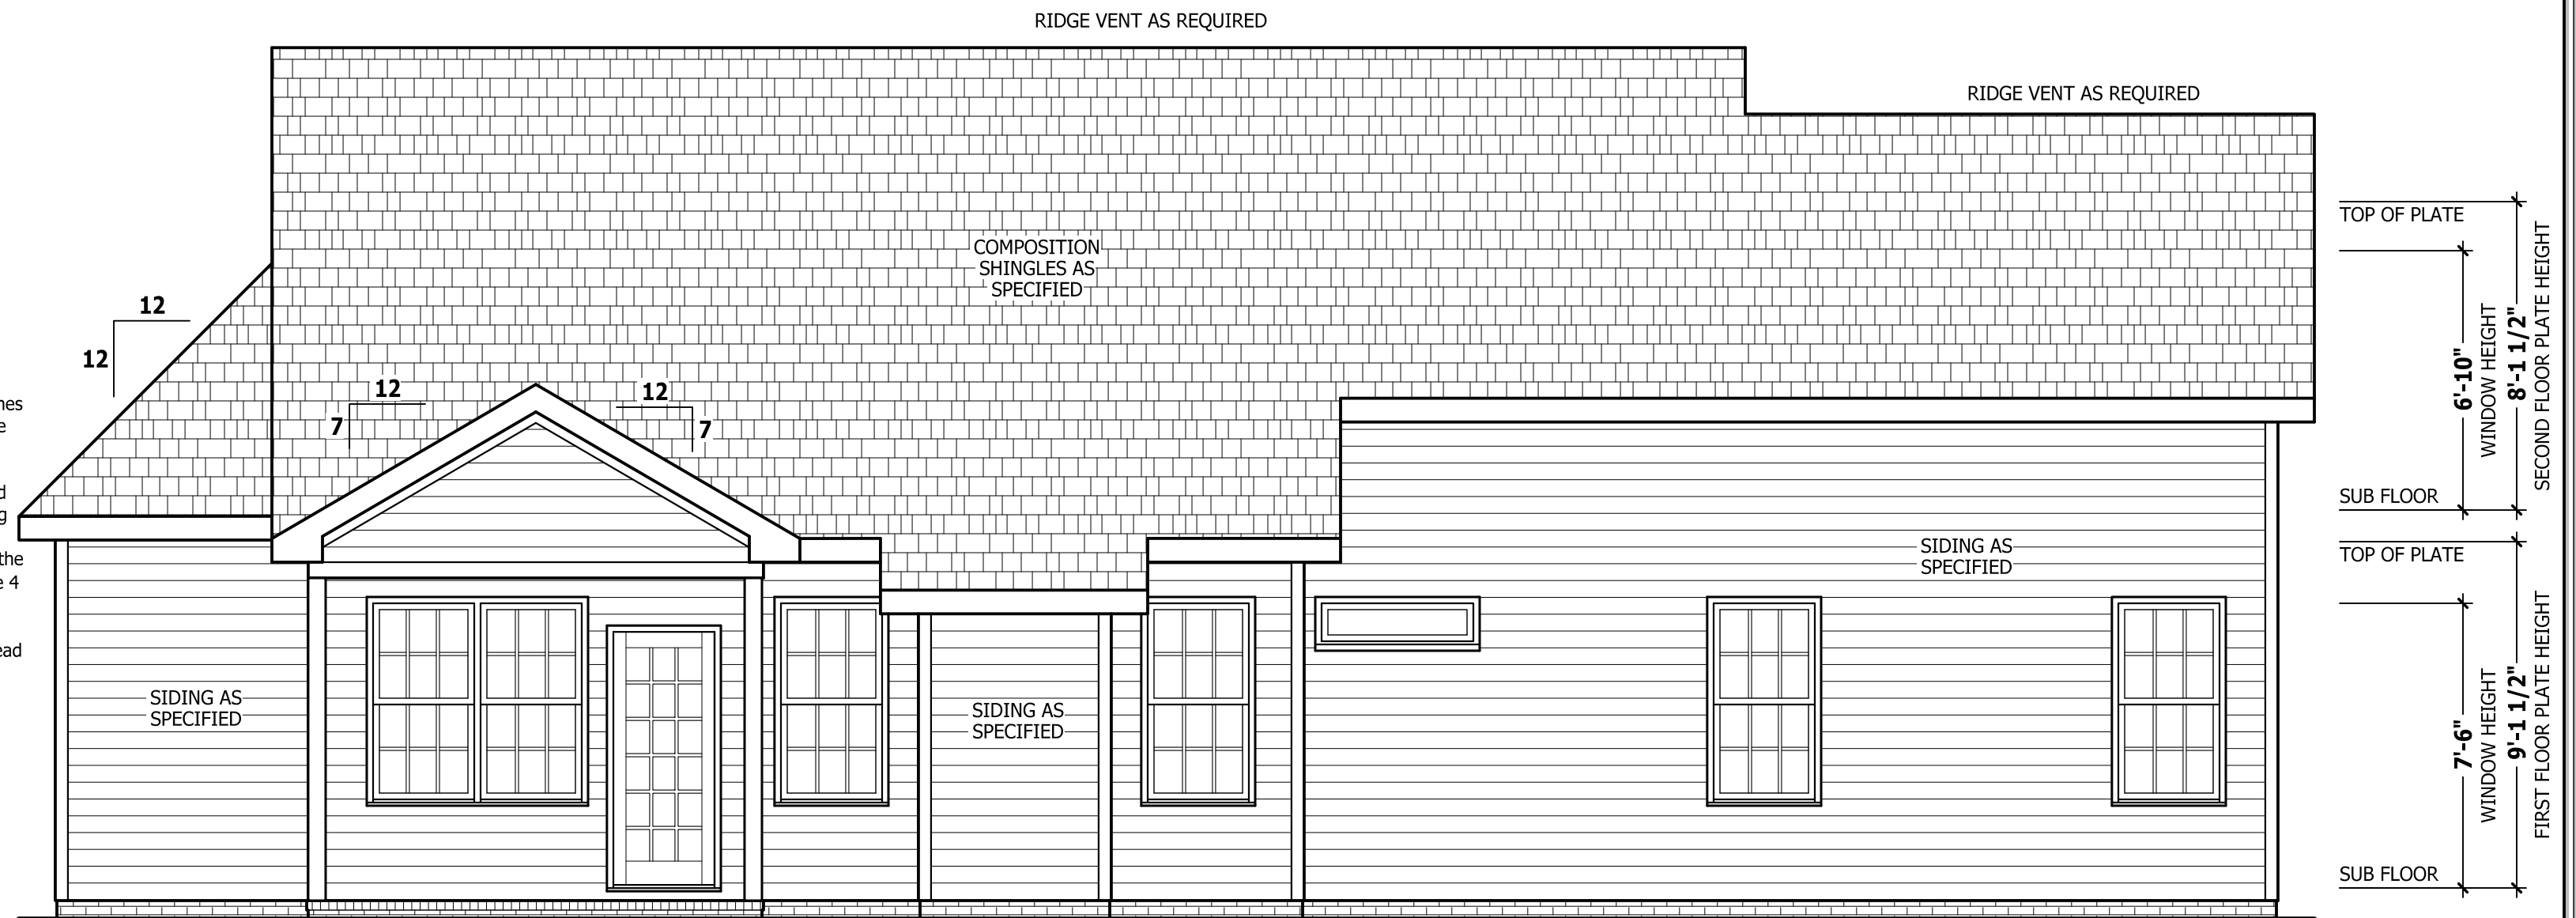 RIDGE VENT AS REQUIRED
RIDGE VENT AS REQUIRED
COMPOSITION
SHINGLES AS
SPECIFIED
12
12
12
7
12
7
SIDING AS
SPECIFIED
SIDING AS
SPECIFIED
SIDING AS
SPECIFIED
TOP OF PLATE
SUB FLOOR
6'-10"
WINDOW HEIGHT
8'-1 1/2"
SECOND FLOOR PLATE HEIGHT
TOP OF PLATE
SUB FLOOR
7'-6"
WINDOW HEIGHT
9'-1 1/2"
FIRST FLOOR PLATE HEIGHT
the
4